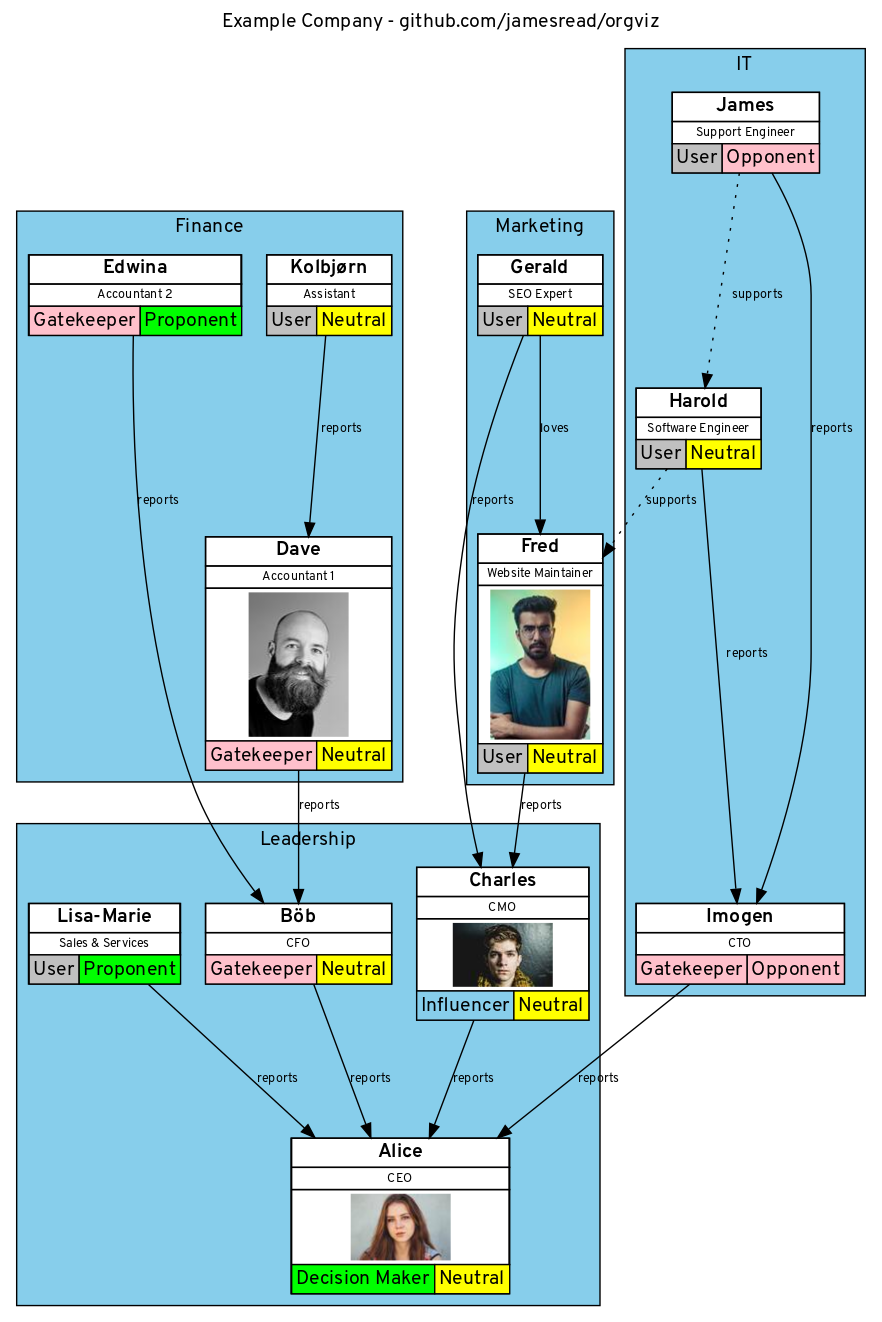 Example Company - github.com/jamesread/orgviz
IT
James
Support Engineer
User Opponent
Finance
Marketing
Edwina
Accountant 2
Gatekeeper Proponent
Kolbjørn
Assistant
User Neutral
Gerald
SEO Expert
User Neutral
supports
Harold
Software Engineer
User Neutral
reports
loves
reports
reports
reports
supports
Dave
Accountant 1
Gatekeeper Neutral
Fred
Website Maintainer
User Neutral
reports
reports
reports
Leadership
Lisa-Marie
Sales & Services
User Proponent
Böb
CFO
Gatekeeper Neutral
Charles
CMO
Influencer Neutral
Imogen
CTO
Gatekeeper Opponent
reports
reports
reports
reports
Alice
CEO
Decision Maker Neutral